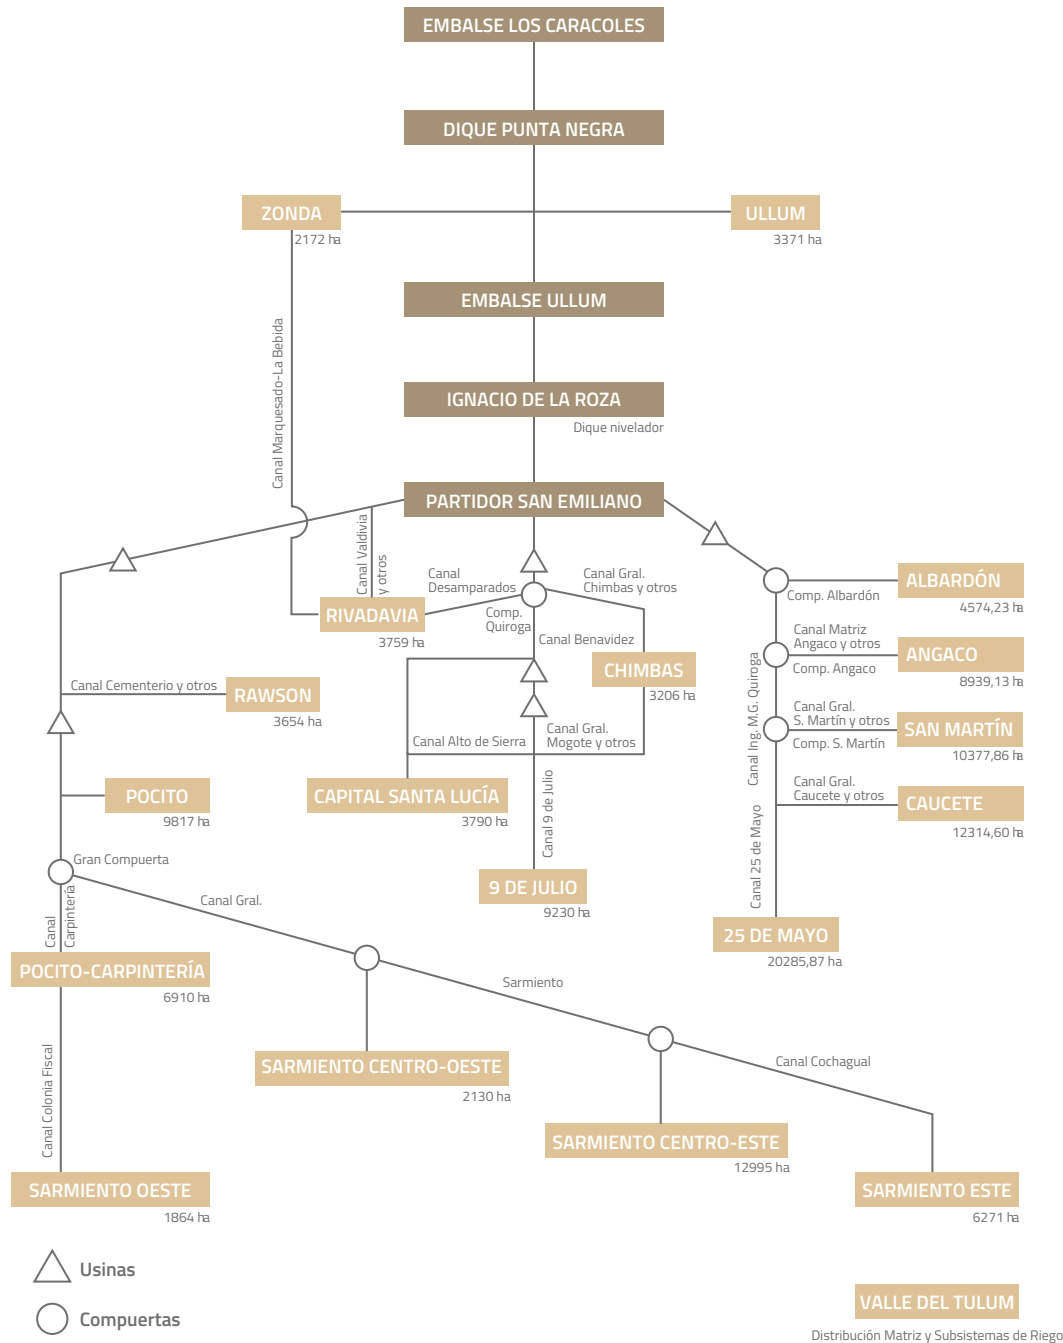 EMBALSE LOS CARACOLES
DIQUE PUNTA NEGRA
ZONDA
2172 ha
ULLUM
3371 ha
EMBALSE ULLUM
Canal Marquesado-La Bebida
IGNACIO DE LA ROZA
Dique nivelador
PARTIDOR SAN EMILIANO
Canal Valdivia
y otros
Canal
Desamparados
Canal Gral.
Chimbas y otros
RIVADAVIA
3759 ha
Comp.
Quiroga
Canal Benavidez
CHIMBAS
3206 ha
Comp. Albardón
ALBARDÓN
4574,23 ha
Canal Matriz
Angaco y otros
Comp. Angaco
ANGACO
8939,13 ha
Canal Ing. M.G. Quiroga
Canal Gral.
S. Martín y otros
Comp. S. Martín
SAN MARTÍN
10377,86 ha
Canal Gral.
Caucete y otros
CAUCETE
12314,60 ha
Canal 25 de Mayo
25 DE MAYO
20285,87 ha
Canal Cementerio y otros
RAWSON
3654 ha
Canal Alto de Sierra
Canal Gral.
Mogote y otros
POCITO
9817 ha
CAPITAL SANTA LUCÍA
3790 ha
Canal 9 de Julio
9 DE JULIO
9230 ha
Gran Compuerta
Canal
Carpintería
Canal Gral.
POCITO-CARPINTERÍA
6910 ha
Sarmiento
Canal Colonia Fiscal
SARMIENTO CENTRO-OESTE
2130 ha
Canal Cochagual
SARMIENTO CENTRO-ESTE
12995 ha
SARMIENTO OESTE
1864 ha
SARMIENTO ESTE
6271 ha
Usinas
Compuertas
VALLE DEL TULUM
Distribución Matriz y Subsistemas de Riego